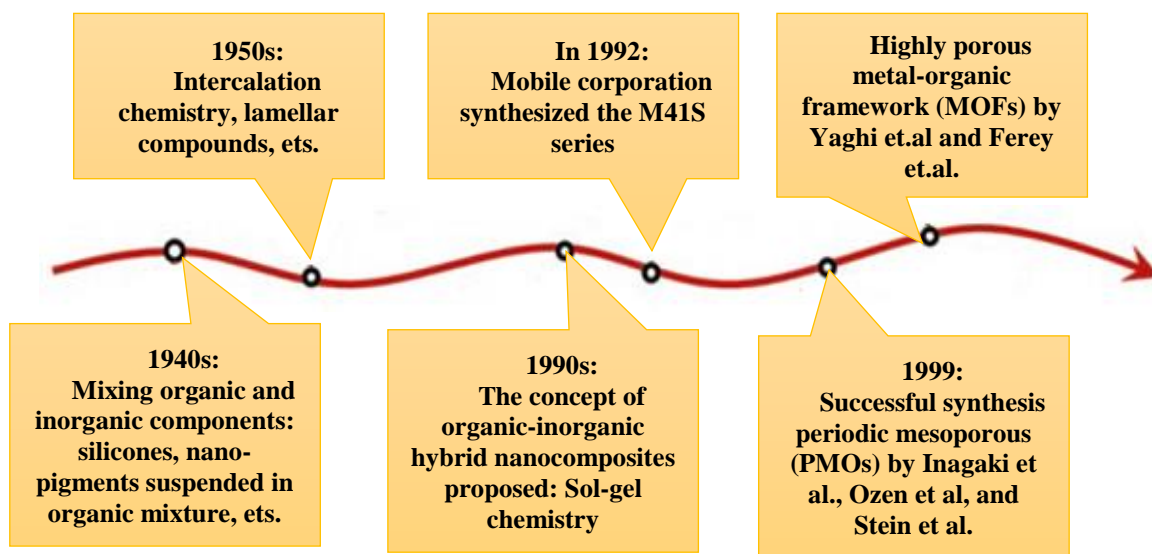 1950s:
Intercalation
chemistry, lamellar
compounds, ets.
In 1992:
Mobile corporation
synthesized the M41S
series
Highly porous
metal-organic
framework (MOFs) by
Yaghi et.al and Ferey
et.al.
1940s:
Mixing organic and
inorganic components:
silicones, nano-
pigments suspended in
organic mixture, ets.
1990s:
The concept of
organic-inorganic
hybrid nanocomposites
proposed: Sol-gel
chemistry
1999:
Successful synthesis
periodic mesoporous
(PMOs) by Inagaki et
al., Ozen et al, and
Stein et al.